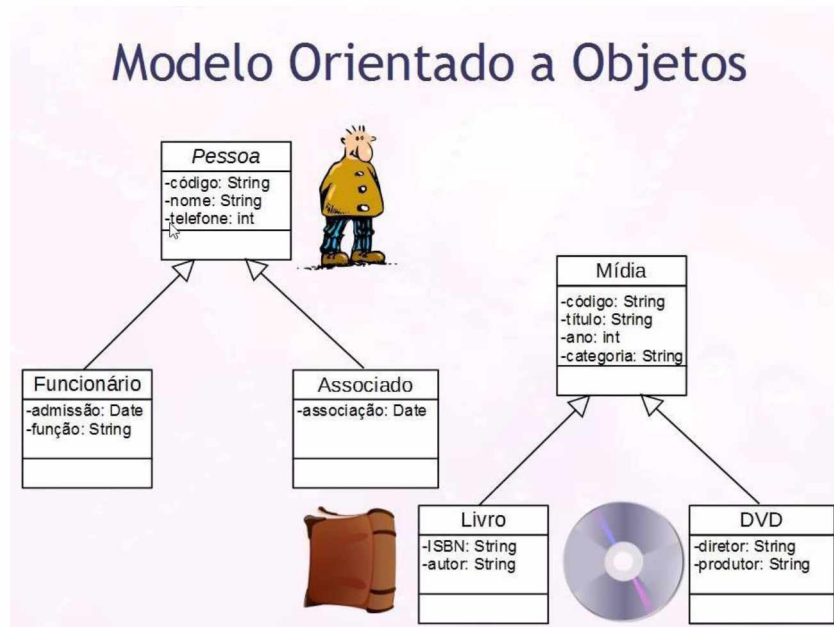 Modelo Orientado a Objetos
Pessoa
-código: String
-nome: String
-telefone: int
Mídia
-código: String
-título: String
-ano: int
-categoria: String
Funcionário
-admissão: Date
-função: String
Associado
-associação: Date
Livro
-ISBN: String
-autor: String
DVD
-diretor: String
-produtor: String